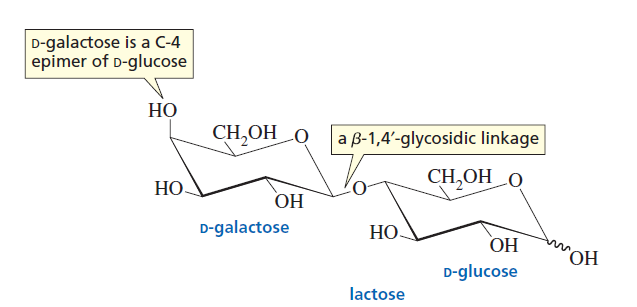 D-galactose is a C-4
epimer of D-glucose
HO
CH₂OH
O
a β-1,4′-glycosidic linkage
HO
OH
O
CH₂OH
O
D-galactose
HO
OH
OH
D-glucose
lactose